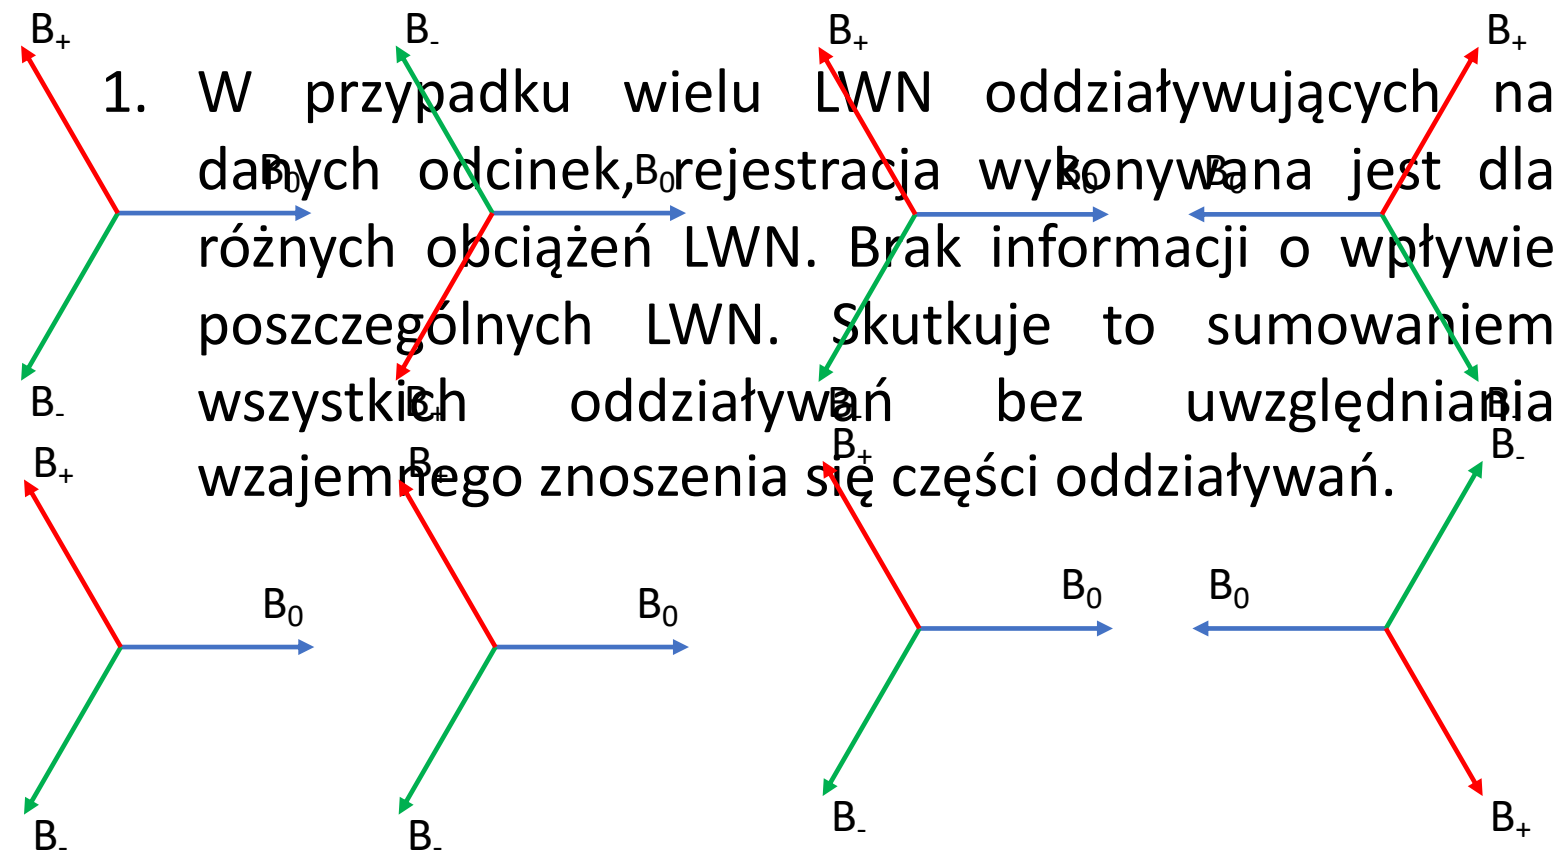 B+ B- B+ B+
1. W przypadku wielu LWN oddziaływujących na
danych odcinek, rejestracja wykonywana jest dla
B0 B0 B0 B0
różnych obciążeń LWN. Brak informacji o wpływie
poszczególnych LWN. Skutkuje to sumowaniem
wszystkich oddziaływań bez uwzględniania
B- B+ B- B-
B+ B+ B+ B-
wzajemnego znoszenia się części oddziaływań.
B0 B0 B0 B0
B- B- B- B+